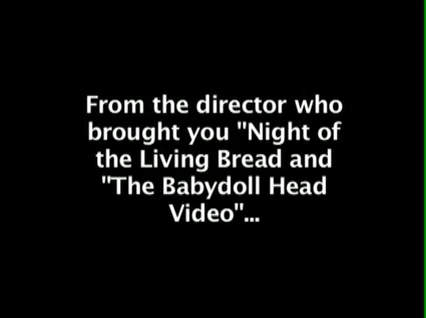 From the director who
brought you "Night of
the Living Bread and
"The Babydoll Head
Video"...